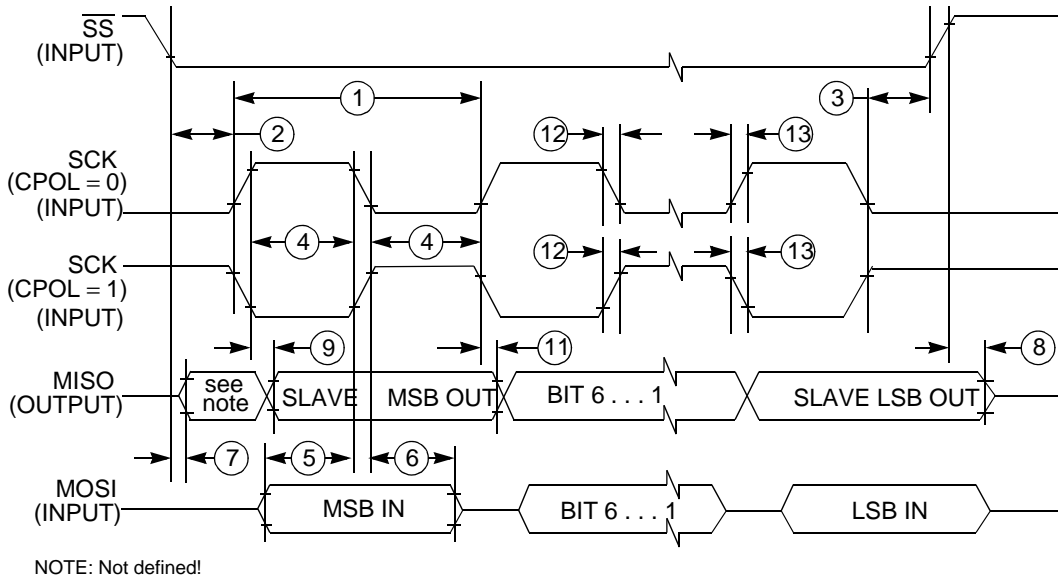 SS
(INPUT)
1
3
2
12
13
SCK
(CPOL = 0)
(INPUT)
4
4
SCK
(CPOL = 1)
(INPUT)
12
13
9
11
8
MISO
(OUTPUT)
see
note
SLAVE MSB OUT
BIT 6 . . . 1
SLAVE LSB OUT
7
5
6
MOSI
(INPUT)
MSB IN
BIT 6 . . . 1
LSB IN
NOTE: Not defined!